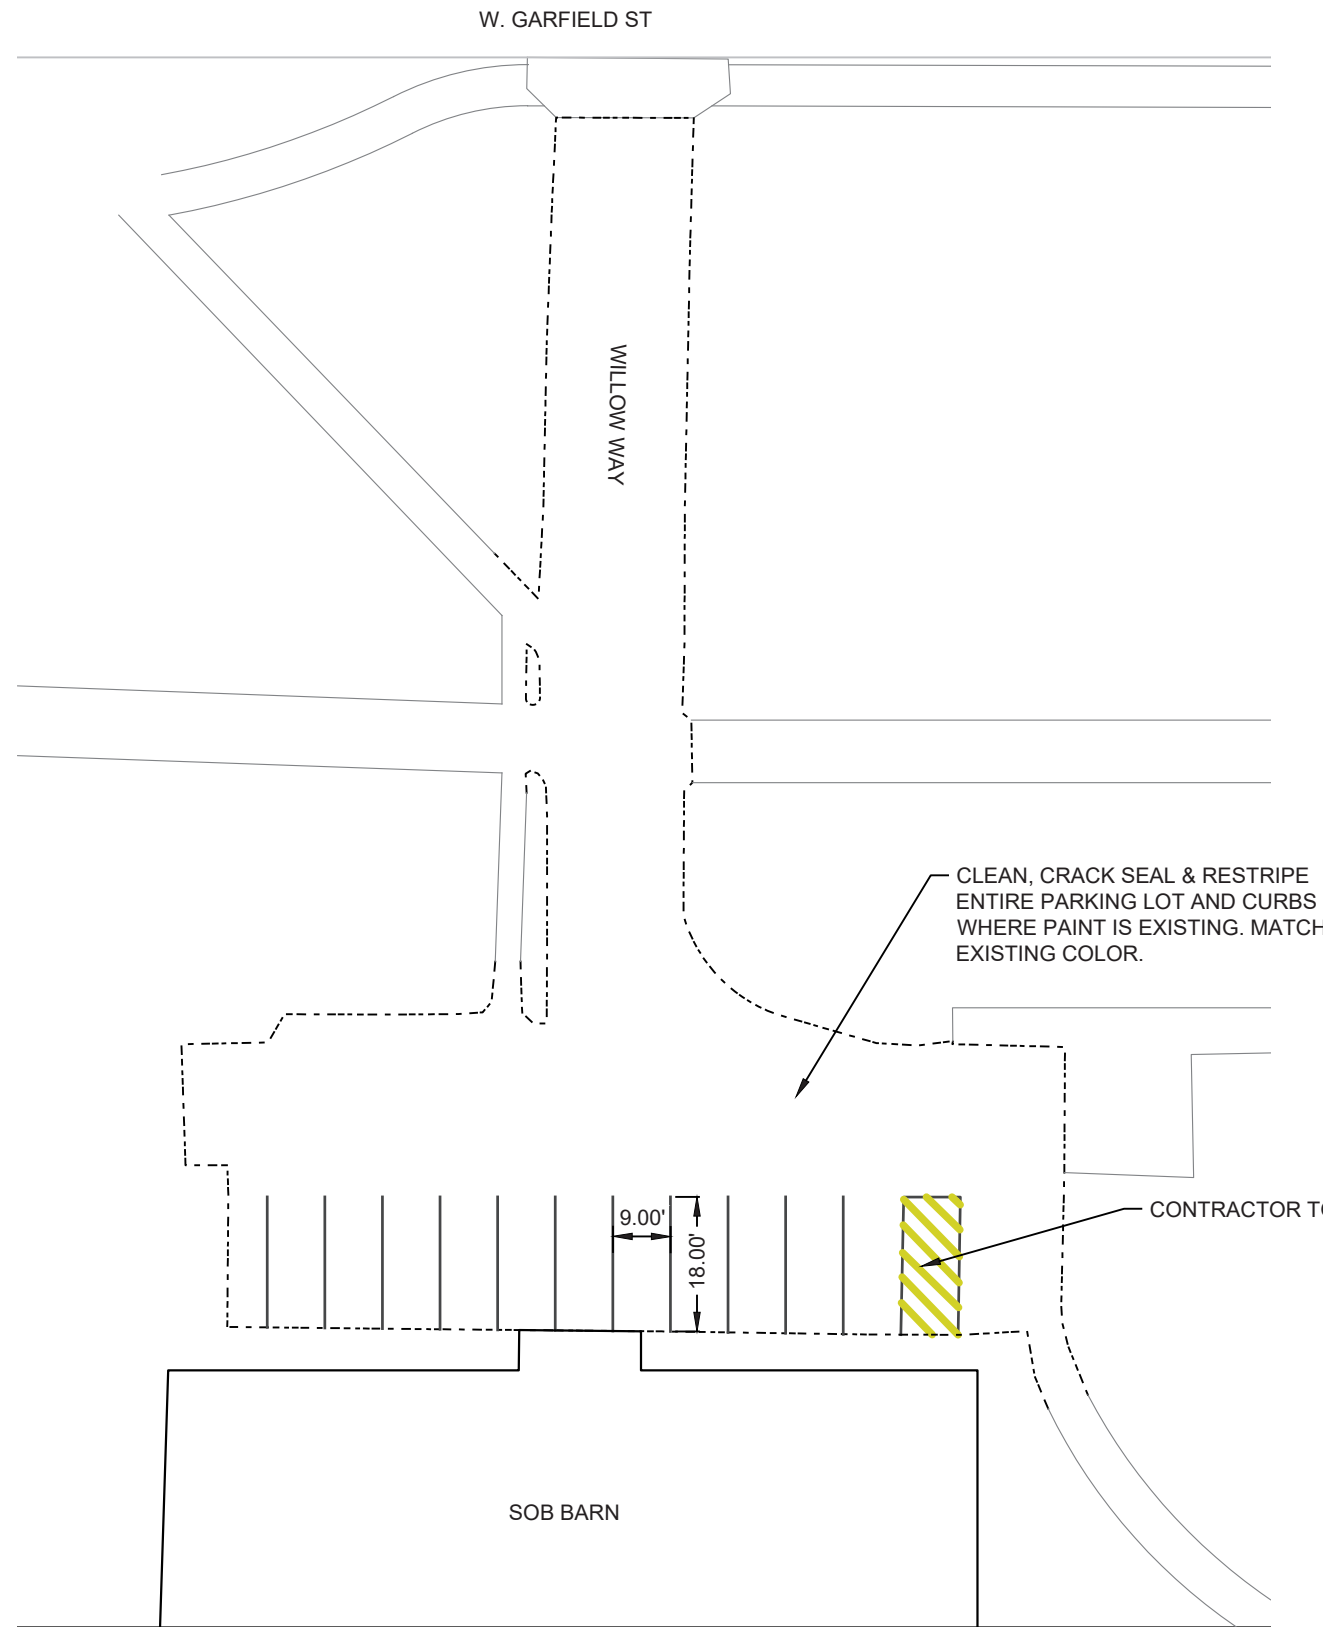 W. GARFIELD ST
WILLOW WAY
CLEAN, CRACK SEAL & RESTRIPE
ENTIRE PARKING LOT AND CURBS
WHERE PAINT IS EXISTING. MATCH
EXISTING COLOR.
9.00'
18.00'
CONTRACTOR TO
SOB BARN